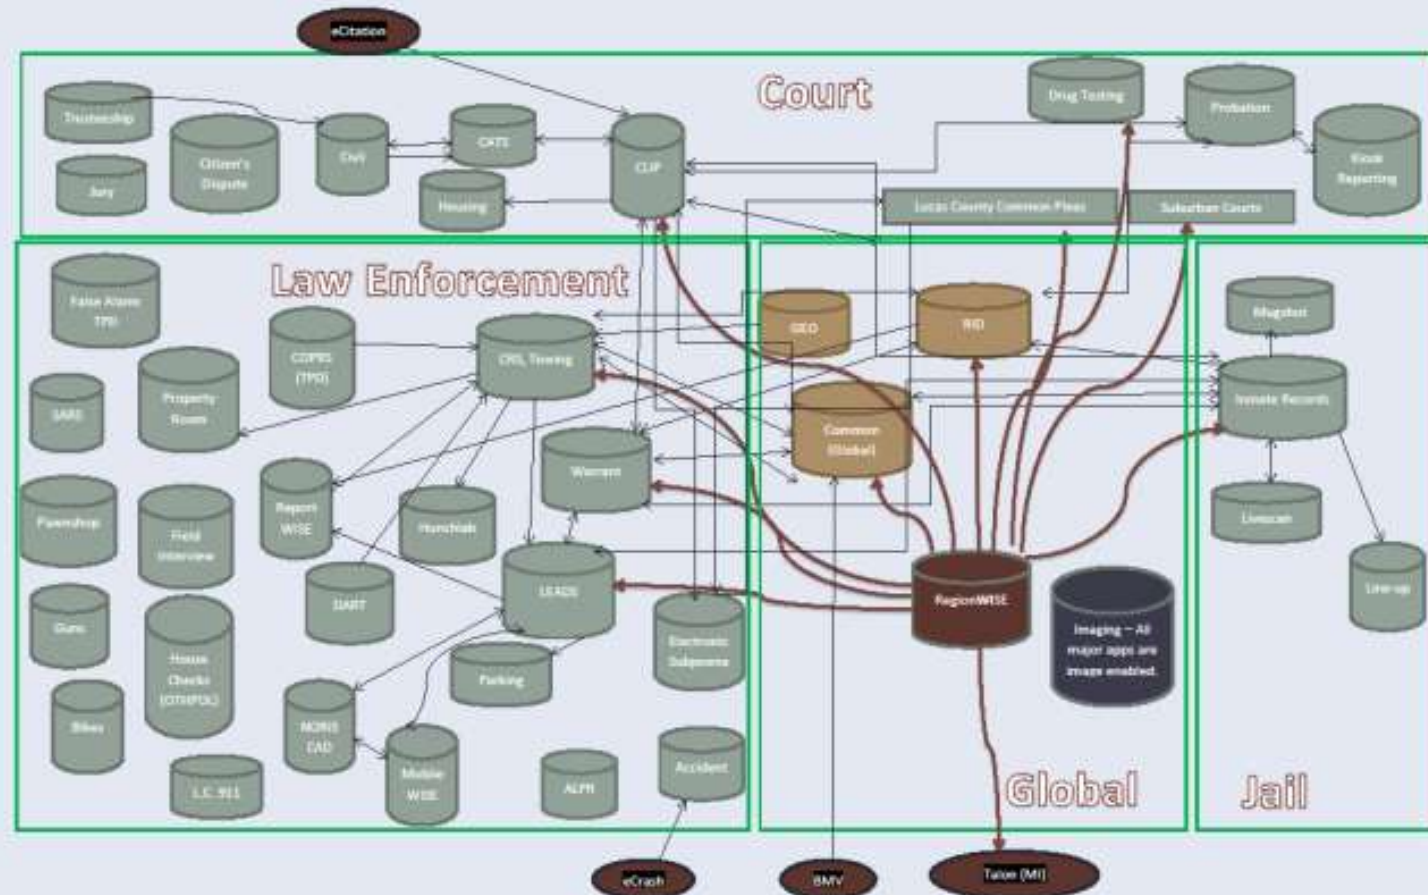 eCitation
Court
Trusteeship
Jury
Citizen's
Dispute
Civil
CATS
Housing
CLIP
Drug Testing
Probation
Kiosk
Reporting
Lucas County Common Pleas
Suburban Courts
Law Enforcement
False Alarm
TPD
COPRS
(TPD)
CRS, Towing
SARS
Property
Room
Warrant
Pawnshop
Field
Interview
Report
WISE
Hunchlab
DART
LEADS
Guns
House
Checks
(OTHPOL)
Electronic
Subpoena
Parking
Bikes
NORIS
CAD
Mobile
WISE
L.C. 911
ALPR
Accident
GEO
RID
Common
(Global)
RegionWISE
Imaging – All
major apps are
image enabled.
Global
Mugshot
Inmate Records
Livescan
Line-up
Jail
eCrash
BMV
Talon (MI)